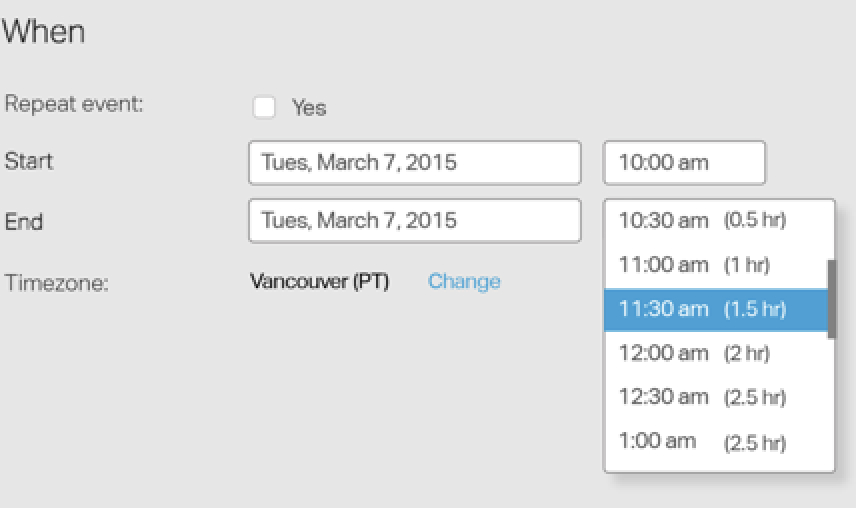 When
Repeat event: Yes
Start Tues, March 7, 2015 10:00 am
End Tues, March 7, 2015 10:30 am (0.5 hr)
11:00 am (1 hr)
Timezone: Vancouver (PT) Change
11:30 am (1.5 hr)
12:00 am (2 hr)
12:30 am (2.5 hr)
1:00 am (2.5 hr)